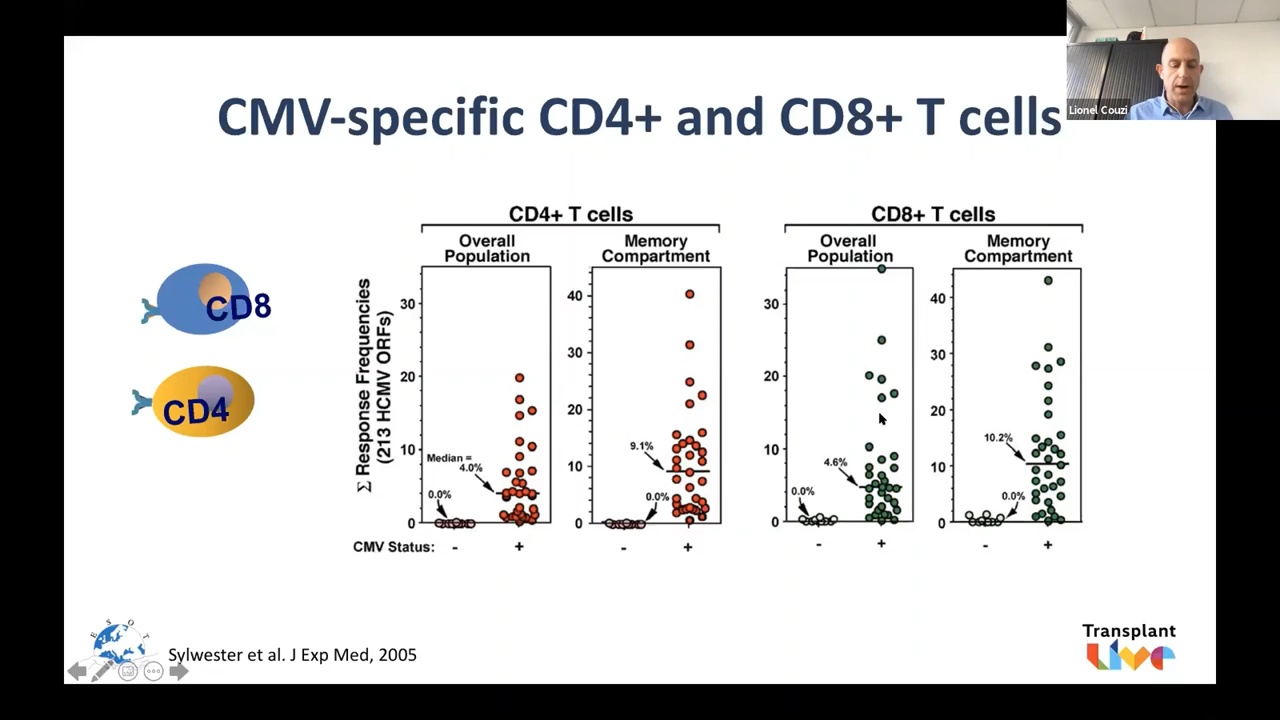 Lionel Couzi
CMV-specific CD4+ and CD8+ T cells
CD8
CD4
CD4+ T cells
Overall
Population
Memory
Compartment
CD8+ T cells
Overall
Population
Memory
Compartment
Σ Response Frequencies
(213 HCMV ORFs)
30
20
10
0
Median =
4.0%
0.0%
40
30
20
10
0
9.1%
0.0%
30
20
10
0
4.6%
0.0%
40
30
20
10
0
10.2%
0.0%
CMV Status:
-
+
-
+
-
+
-
+
E S O T
Sylwester et al. J Exp Med, 2005
Transplant
Live